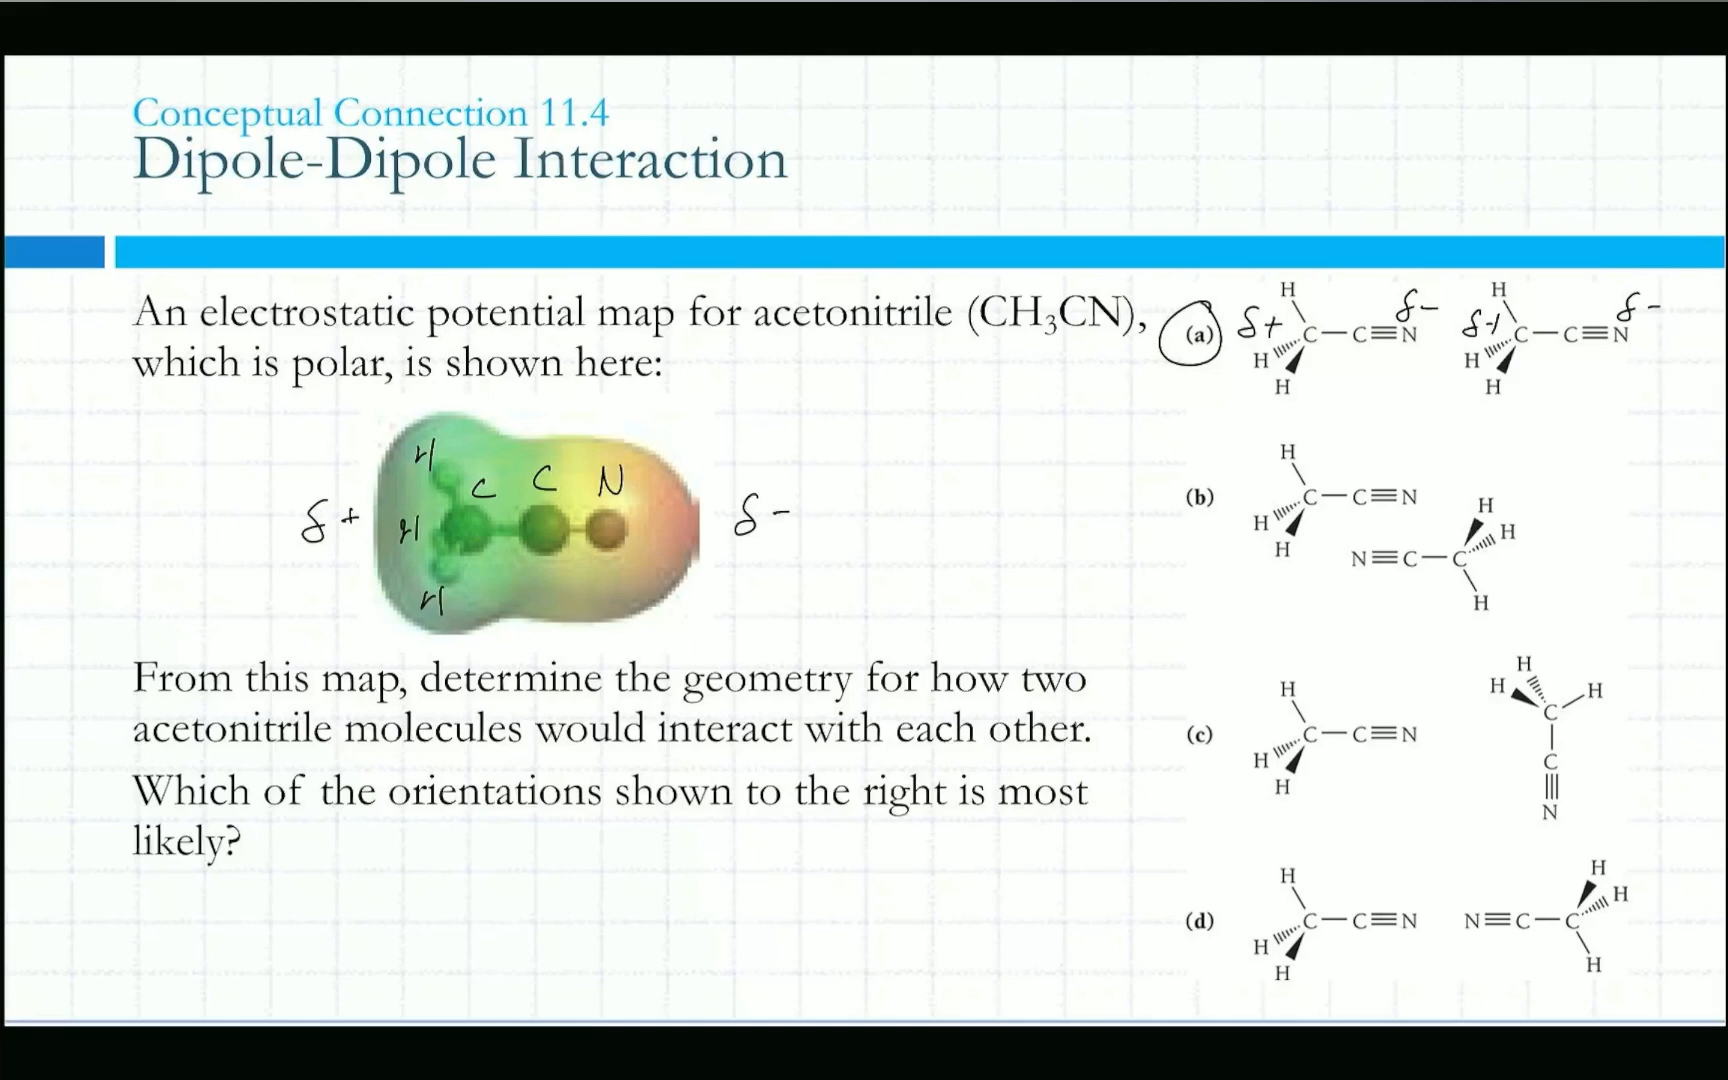 Conceptual Connection 11.4
Dipole-Dipole Interaction
An electrostatic potential map for acetonitrile (CH₃CN),
which is polar, is shown here:
H
C C N
δ+ H δ-
H
From this map, determine the geometry for how two
acetonitrile molecules would interact with each other.
Which of the orientations shown to the right is most
likely?
H δ- H δ-
(a) δ+ C—C≡N δ+ C—C≡N
H H
H H
H
(b) C—C≡N H
H H
H N≡C—C
H
H
H H H
(c) C—C≡N C
H C
H N
H H
(d) C—C≡N N≡C—C H
H
H H